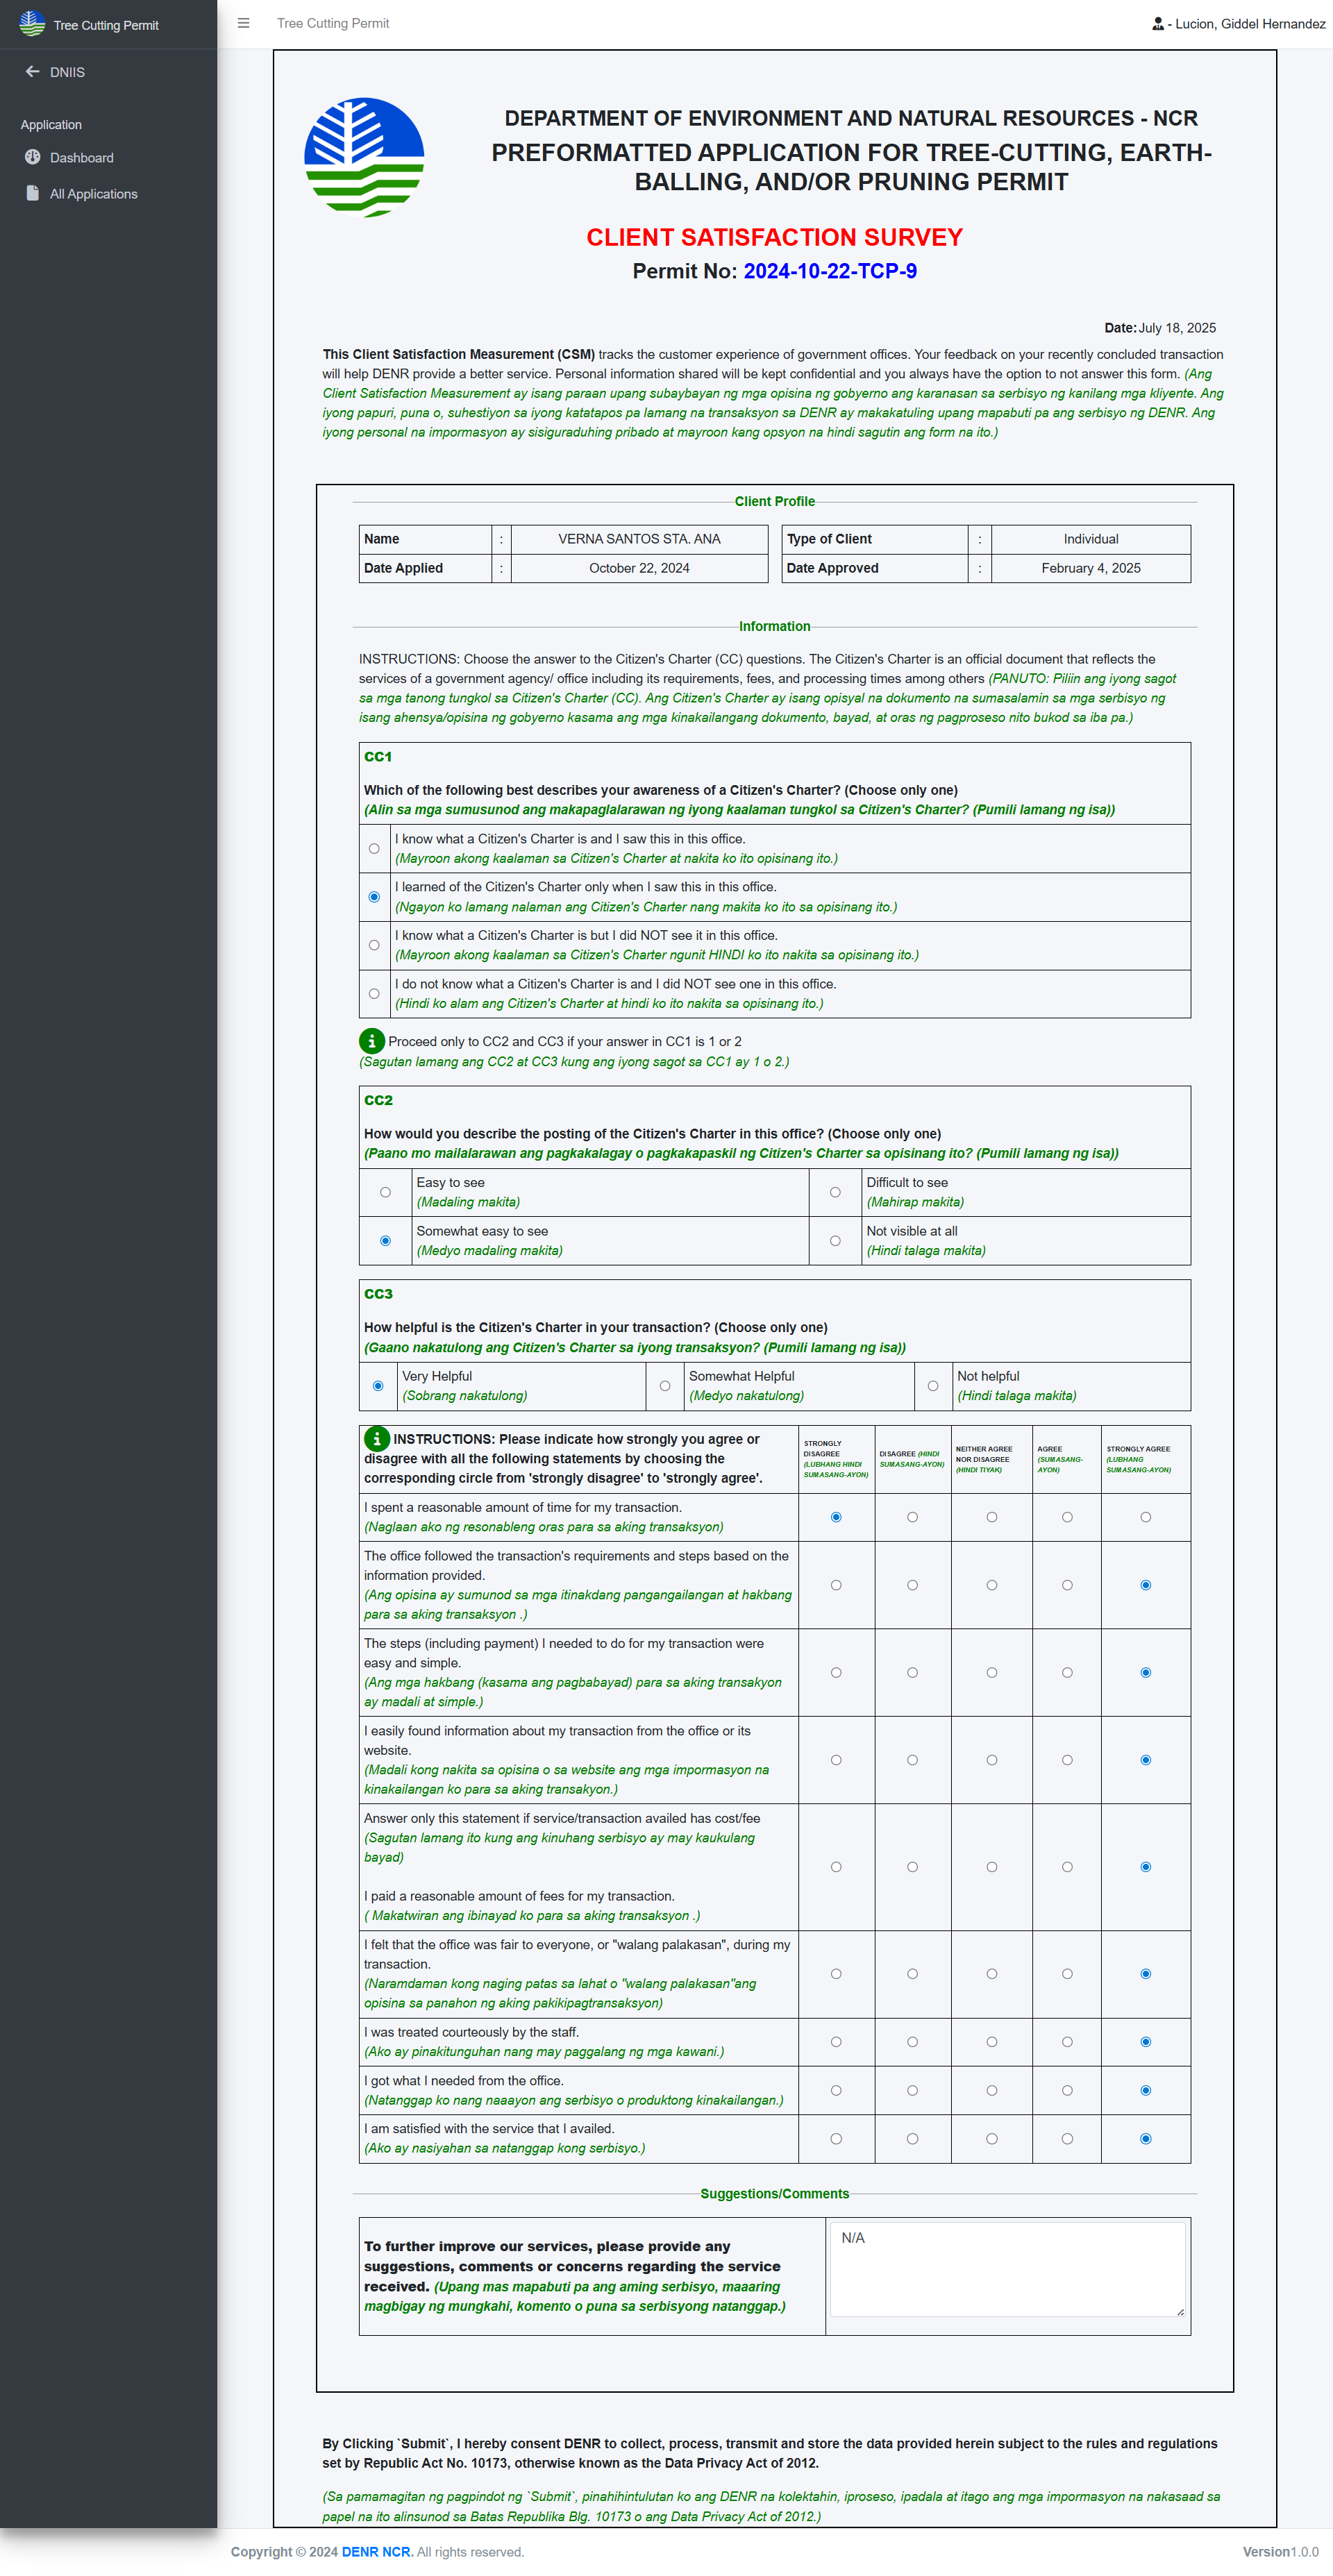 Tree Cutting Permit
Tree Cutting Permit
- Lucion, Giddel Hernandez
DNIIS
Application
Dashboard
All Applications
DEPARTMENT OF ENVIRONMENT AND NATURAL RESOURCES - NCR
PREFORMATTED APPLICATION FOR TREE-CUTTING, EARTH-
BALLING, AND/OR PRUNING PERMIT
CLIENT SATISFACTION SURVEY
Permit No: 2024-10-22-TCP-9
Date: July 18, 2025
This Client Satisfaction Measurement (CSM) tracks the customer experience of government offices. Your feedback on your recently concluded transaction
will help DENR provide a better service. Personal information shared will be kept confidential and you always have the option to not answer this form. (Ang
Client Satisfaction Measurement ay isang paraan upang subaybayan ng mga opisina ng gobyerno ang karanasan sa serbisyo ng kanilang mga kliyente. Ang
iyong papuri, puna o, suhestiyon sa iyong katatapos pa lamang na transaksyon sa DENR ay makakatuling upang mapabuti pa ang serbisyo ng DENR. Ang
iyong personal na impormasyon ay sisiguraduhing pribado at mayroon kang opsyon na hindi sagutin ang form na ito.)
Client Profile
Name : VERNA SANTOS STA. ANA Type of Client : Individual
Date Applied : October 22, 2024 Date Approved : February 4, 2025
Information
INSTRUCTIONS: Choose the answer to the Citizen's Charter (CC) questions. The Citizen's Charter is an official document that reflects the
services of a government agency/ office including its requirements, fees, and processing times among others (PANUTO: Piliin ang iyong sagot
sa mga tanong tungkol sa Citizen's Charter (CC). Ang Citizen's Charter ay isang opisyal na dokumento na sumasalamin sa mga serbisyo ng
isang ahensya/opisina ng gobyerno kasama ang mga kinakailangang dokumento, bayad, at oras ng pagproseso nito bukod sa iba pa.)
CC1
Which of the following best describes your awareness of a Citizen's Charter? (Choose only one)
(Alin sa mga sumusunod ang makapaglalarawan ng iyong kaalaman tungkol sa Citizen's Charter? (Pumili lamang ng isa))
I know what a Citizen's Charter is and I saw this in this office.
(Mayroon akong kaalaman sa Citizen's Charter at nakita ko ito opisinang ito.)
I learned of the Citizen's Charter only when I saw this in this office.
(Ngayon ko lamang nalaman ang Citizen's Charter nang makita ko ito sa opisinang ito.)
I know what a Citizen's Charter is but I did NOT see it in this office.
(Mayroon akong kaalaman sa Citizen's Charter ngunit HINDI ko ito nakita sa opisinang ito.)
I do not know what a Citizen's Charter is and I did NOT see one in this office.
(Hindi ko alam ang Citizen's Charter at hindi ko ito nakita sa opisinang ito.)
Proceed only to CC2 and CC3 if your answer in CC1 is 1 or 2
(Sagutan lamang ang CC2 at CC3 kung ang iyong sagot sa CC1 ay 1 o 2.)
CC2
How would you describe the posting of the Citizen's Charter in this office? (Choose only one)
(Paano mo mailalarawan ang pagkakalagay o pagkakapaskil ng Citizen's Charter sa opisinang ito? (Pumili lamang ng isa))
Easy to see Difficult to see
(Madaling makita) (Mahirap makita)
Somewhat easy to see Not visible at all
(Medyo madaling makita) (Hindi talaga makita)
CC3
How helpful is the Citizen's Charter in your transaction? (Choose only one)
(Gaano nakatulong ang Citizen's Charter sa iyong transaksyon? (Pumili lamang ng isa))
Very Helpful Somewhat Helpful Not helpful
(Sobrang nakatulong) (Medyo nakatulong) (Hindi talaga makita)
INSTRUCTIONS: Please indicate how strongly you agree or
disagree with all the following statements by choosing the
corresponding circle from 'strongly disagree' to 'strongly agree'.
STRONGLY
DISAGREE
(LUBHANG HINDI
SUMASANG-AYON)
DISAGREE (HINDI
SUMASANG-AYON)
NEITHER AGREE
NOR DISAGREE
(HINDI TIYAK)
AGREE
(SUMASANG-
AYON)
STRONGLY AGREE
(LUBHANG
SUMASANG-AYON)
I spent a reasonable amount of time for my transaction.
(Naglaan ako ng resonableng oras para sa aking transaksyon)
The office followed the transaction's requirements and steps based on the
information provided.
(Ang opisina ay sumunod sa mga itinakdang pangangailangan at hakbang
para sa aking transaksyon .)
The steps (including payment) I needed to do for my transaction were
easy and simple.
(Ang mga hakbang (kasama ang pagbabayad) para sa aking transakyon
ay madali at simple.)
I easily found information about my transaction from the office or its
website.
(Madali kong nakita sa opisina o sa website ang mga impormasyon na
kinakailangan ko para sa aking transakyon.)
Answer only this statement if service/transaction availed has cost/fee
(Sagutan lamang ito kung ang kinuhang serbisyo ay may kaukulang
bayad)
I paid a reasonable amount of fees for my transaction.
( Makatwiran ang ibinayad ko para sa aking transaksyon .)
I felt that the office was fair to everyone, or "walang palakasan", during my
transaction.
(Naramdaman kong naging patas sa lahat o "walang palakasan"ang
opisina sa panahon ng aking pakikipagtransaksyon)
I was treated courteously by the staff.
(Ako ay pinakitunguhan nang may paggalang ng mga kawani.)
I got what I needed from the office.
(Natanggap ko nang naaayon ang serbisyo o produktong kinakailangan.)
I am satisfied with the service that I availed.
(Ako ay nasiyahan sa natanggap kong serbisyo.)
Suggestions/Comments
To further improve our services, please provide any
suggestions, comments or concerns regarding the service
received. (Upang mas mapabuti pa ang aming serbisyo, maaaring
magbigay ng mungkahi, komento o puna sa serbisyong natanggap.)
N/A
By Clicking `Submit`, I hereby consent DENR to collect, process, transmit and store the data provided herein subject to the rules and regulations
set by Republic Act No. 10173, otherwise known as the Data Privacy Act of 2012.
(Sa pamamagitan ng pagpindot ng `Submit`, pinahihintulutan ko ang DENR na kolektahin, iproseso, ipadala at itago ang mga impormasyon na nakasaad sa
papel na ito alinsunod sa Batas Republika Blg. 10173 o ang Data Privacy Act of 2012.)
Copyright © 2024 DENR NCR. All rights reserved.
Version1.0.0